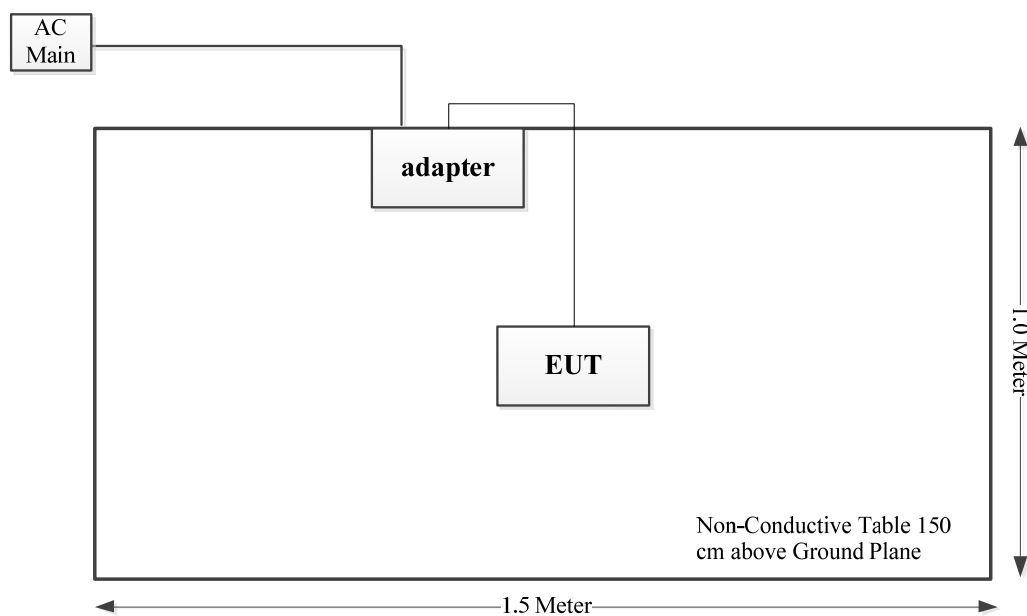 AC
Main
adapter
EUT
1.0 Meter
Non-Conductive Table 150
cm above Ground Plane
1.5 Meter